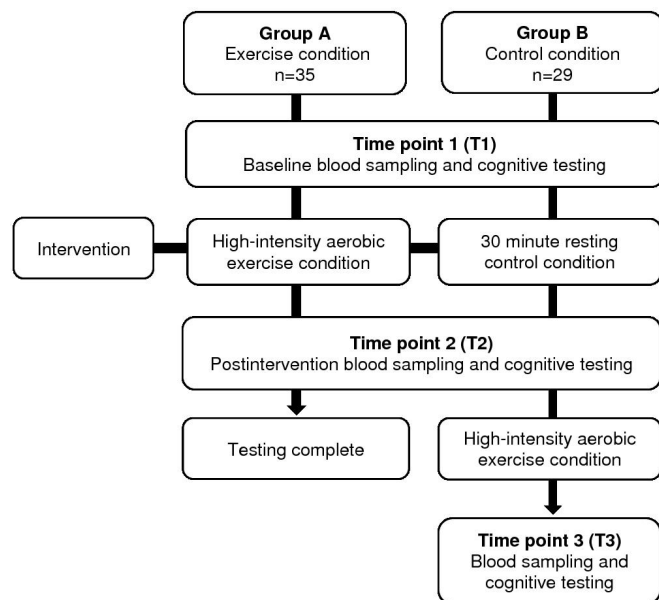 Group A
Exercise condition
n=35
Group B
Control condition
n=29
Time point 1 (T1)
Baseline blood sampling and cognitive testing
Intervention
High-intensity aerobic
exercise condition
30 minute resting
control condition
Time point 2 (T2)
Postintervention blood sampling and cognitive testing
Testing complete
High-intensity aerobic
exercise condition
Time point 3 (T3)
Blood sampling and
cognitive testing